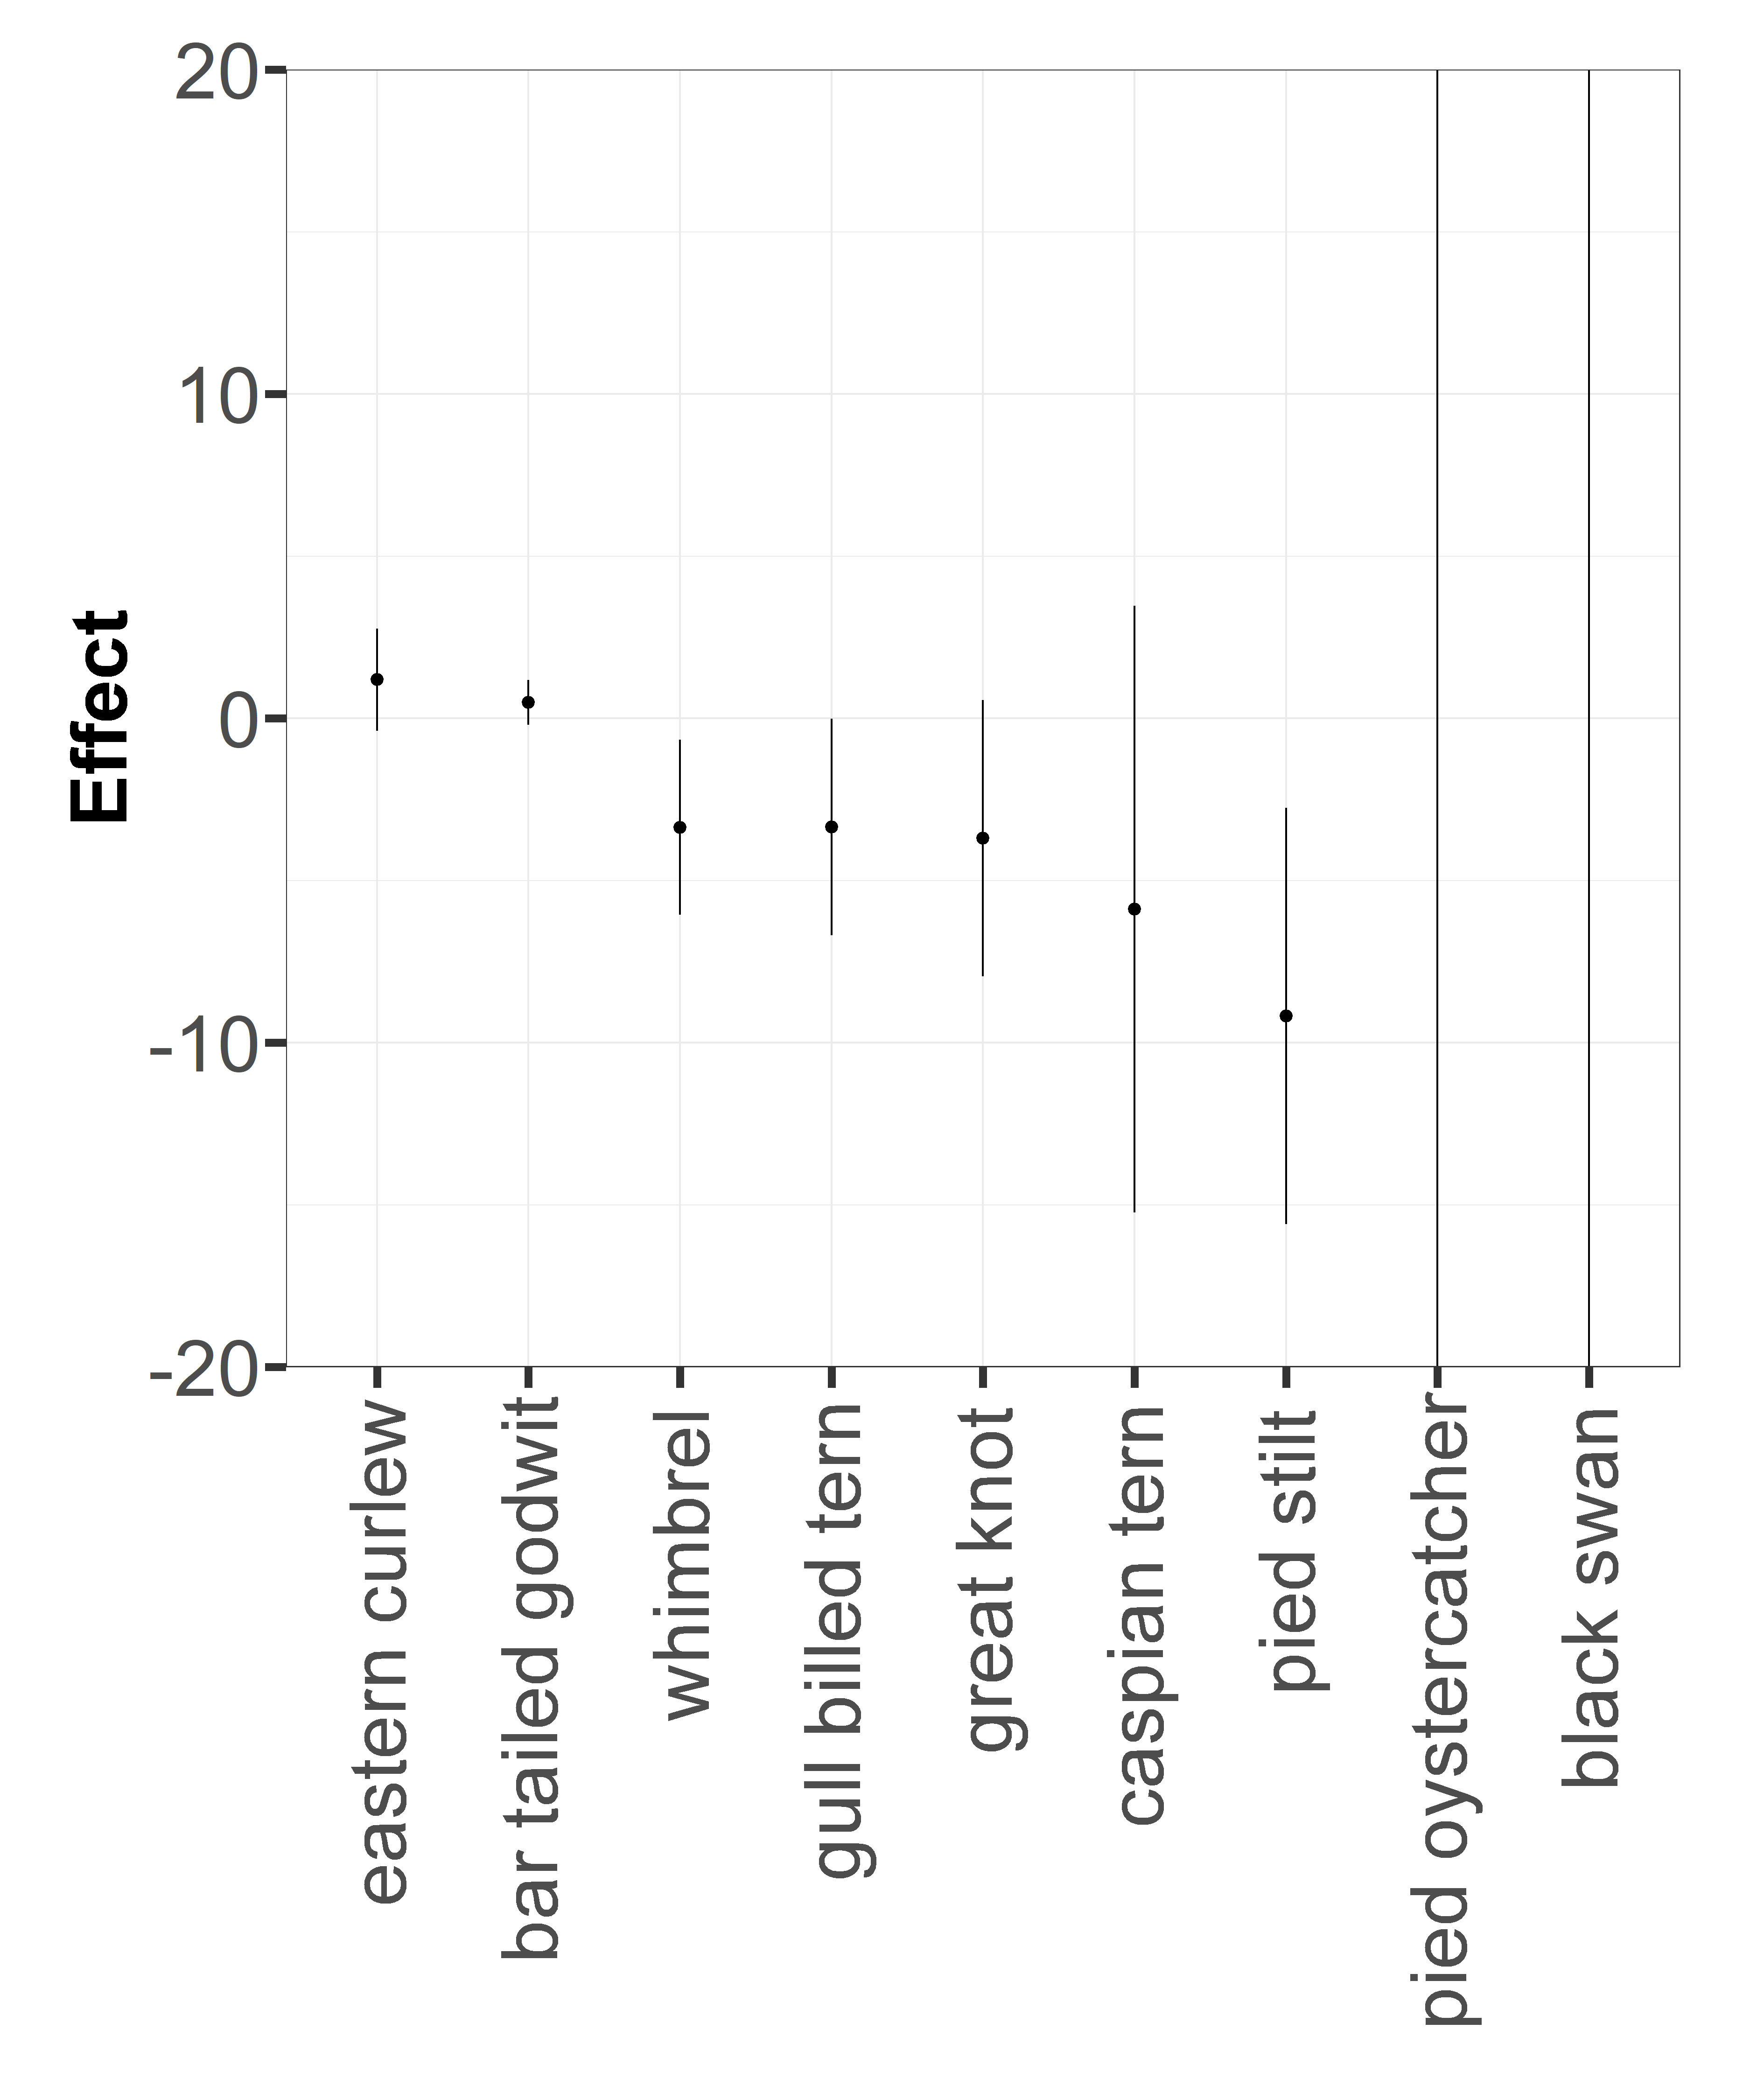 20
10
0
-10
-20
Effect
eastern curlew
bar tailed godwit
whimbrel
gull billed tern
great knot
caspian tern
pied stilt
pied oystercatcher
black swan